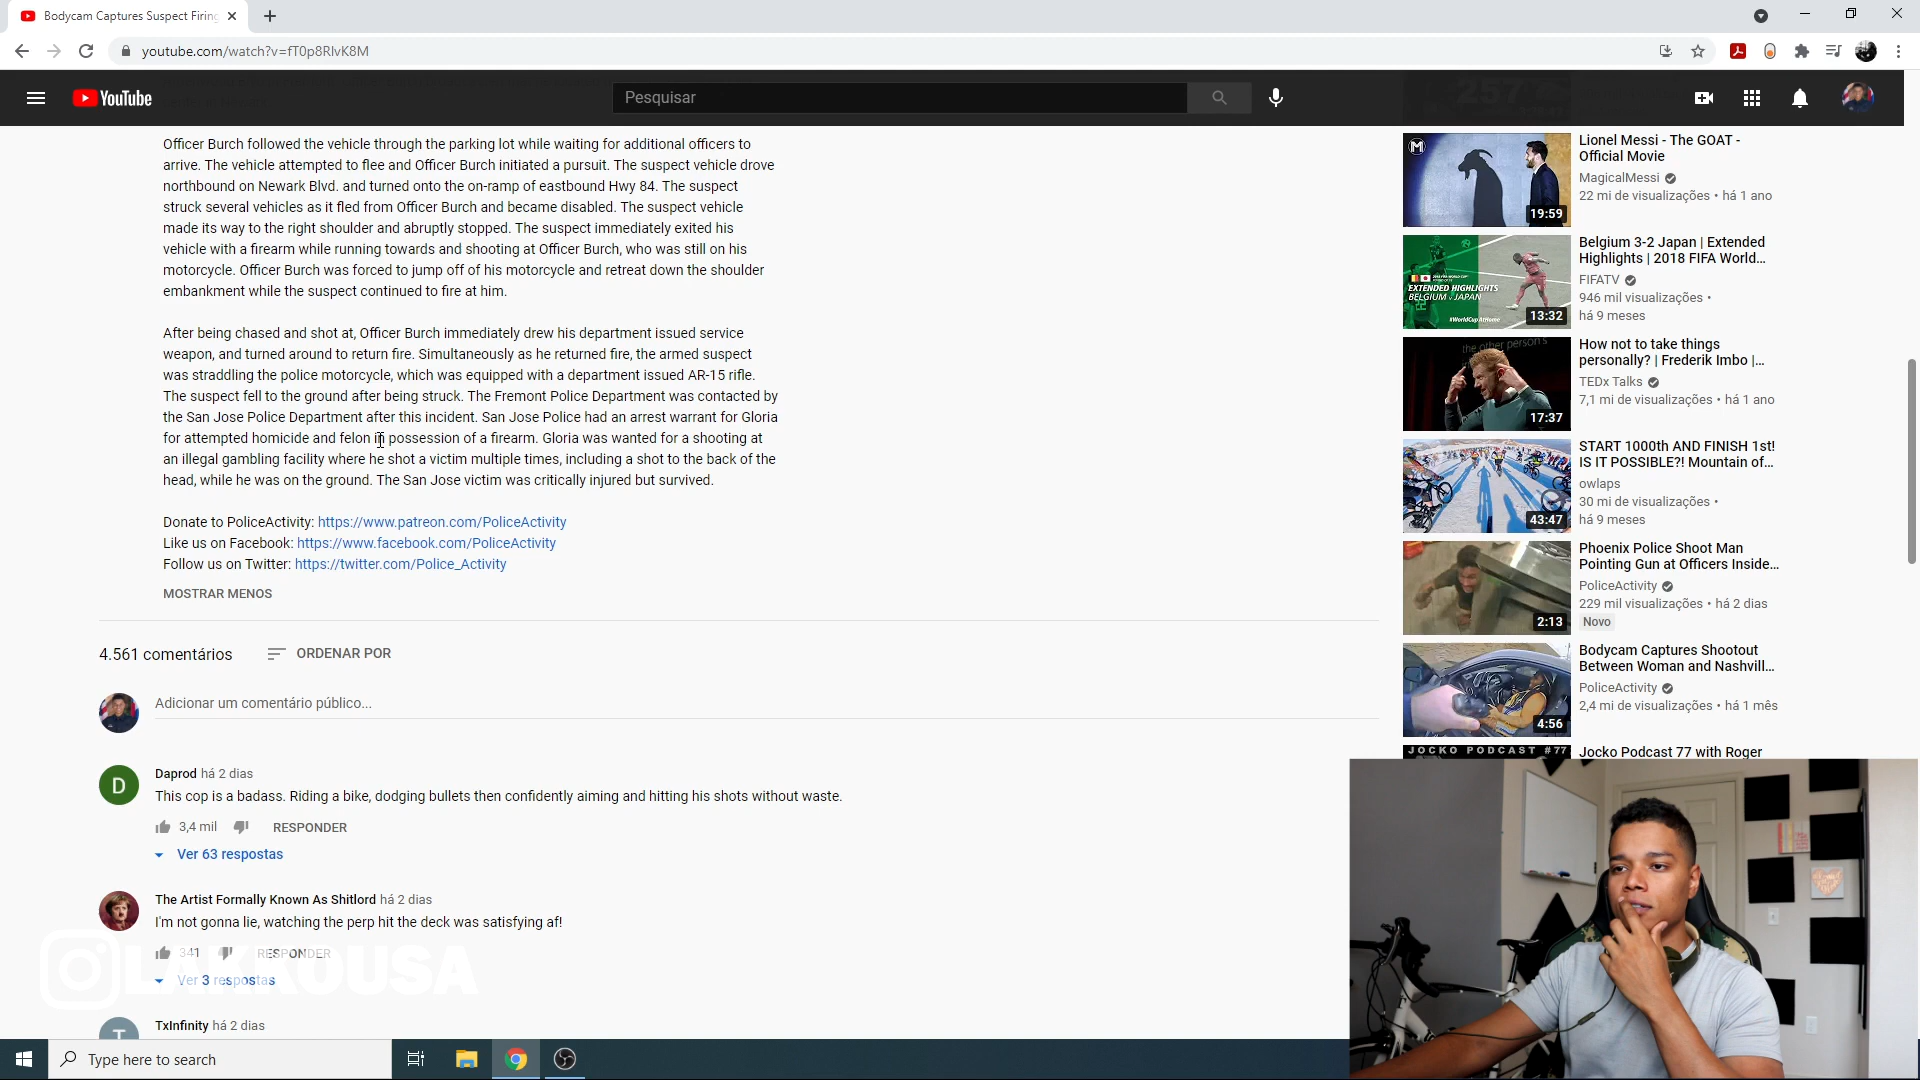 Bodycam Captures Suspect Firing
youtube.com/watch?v=fT0p8RIvK8M
YouTube
Pesquisar
Officer Burch followed the vehicle through the parking lot while waiting for additional officers to
arrive. The vehicle attempted to flee and Officer Burch initiated a pursuit. The suspect vehicle drove
northbound on Newark Blvd. and turned onto the on-ramp of eastbound Hwy 84. The suspect
struck several vehicles as it fled from Officer Burch and became disabled. The suspect vehicle
made its way to the right shoulder and abruptly stopped. The suspect immediately exited his
vehicle with a firearm while running towards and shooting at Officer Burch, who was still on his
motorcycle. Officer Burch was forced to jump off of his motorcycle and retreat down the shoulder
embankment while the suspect continued to fire at him.
After being chased and shot at, Officer Burch immediately drew his department issued service
weapon, and turned around to return fire. Simultaneously as he returned fire, the armed suspect
was straddling the police motorcycle, which was equipped with a department issued AR-15 rifle.
The suspect fell to the ground after being struck. The Fremont Police Department was contacted by
the San Jose Police Department after this incident. San Jose Police had an arrest warrant for Gloria
for attempted homicide and felon in possession of a firearm. Gloria was wanted for a shooting at
an illegal gambling facility where he shot a victim multiple times, including a shot to the back of the
head, while he was on the ground. The San Jose victim was critically injured but survived.
Donate to PoliceActivity: https://www.patreon.com/PoliceActivity
Like us on Facebook: https://www.facebook.com/PoliceActivity
Follow us on Twitter: https://twitter.com/Police_Activity
MOSTRAR MENOS
4.561 comentários
ORDENAR POR
Adicionar um comentário público...
D
Daprod há 2 dias
This cop is a badass. Riding a bike, dodging bullets then confidently aiming and hitting his shots without waste.
3,4 mil
RESPONDER
Ver 63 respostas
The Artist Formally Known As Shitlord há 2 dias
I'm not gonna lie, watching the perp hit the deck was satisfying af!
341
RESPONDER
Ver 3 respostas
T
TxInfinity há 2 dias
Lionel Messi - The GOAT -
Official Movie
MagicalMessi
22 mi de visualizações • há 1 ano
19:59
Belgium 3-2 Japan | Extended
Highlights | 2018 FIFA World...
FIFATV
946 mil visualizações •
há 9 meses
EXTENDED HIGHLIGHTS
BELGIUM v JAPAN
#WorldCupAtHome
13:32
How not to take things
personally? | Frederik Imbo |...
TEDx Talks
7,1 mi de visualizações • há 1 ano
the other person's
17:37
START 1000th AND FINISH 1st!
IS IT POSSIBLE?! Mountain of...
owlaps
30 mi de visualizações •
há 9 meses
43:47
Phoenix Police Shoot Man
Pointing Gun at Officers Inside...
PoliceActivity
229 mil visualizações • há 2 dias
Novo
2:13
Bodycam Captures Shootout
Between Woman and Nashvill...
PoliceActivity
2,4 mi de visualizações • há 1 mês
4:56
JOCKO PODCAST #77
Jocko Podcast 77 with Roger
Type here to search